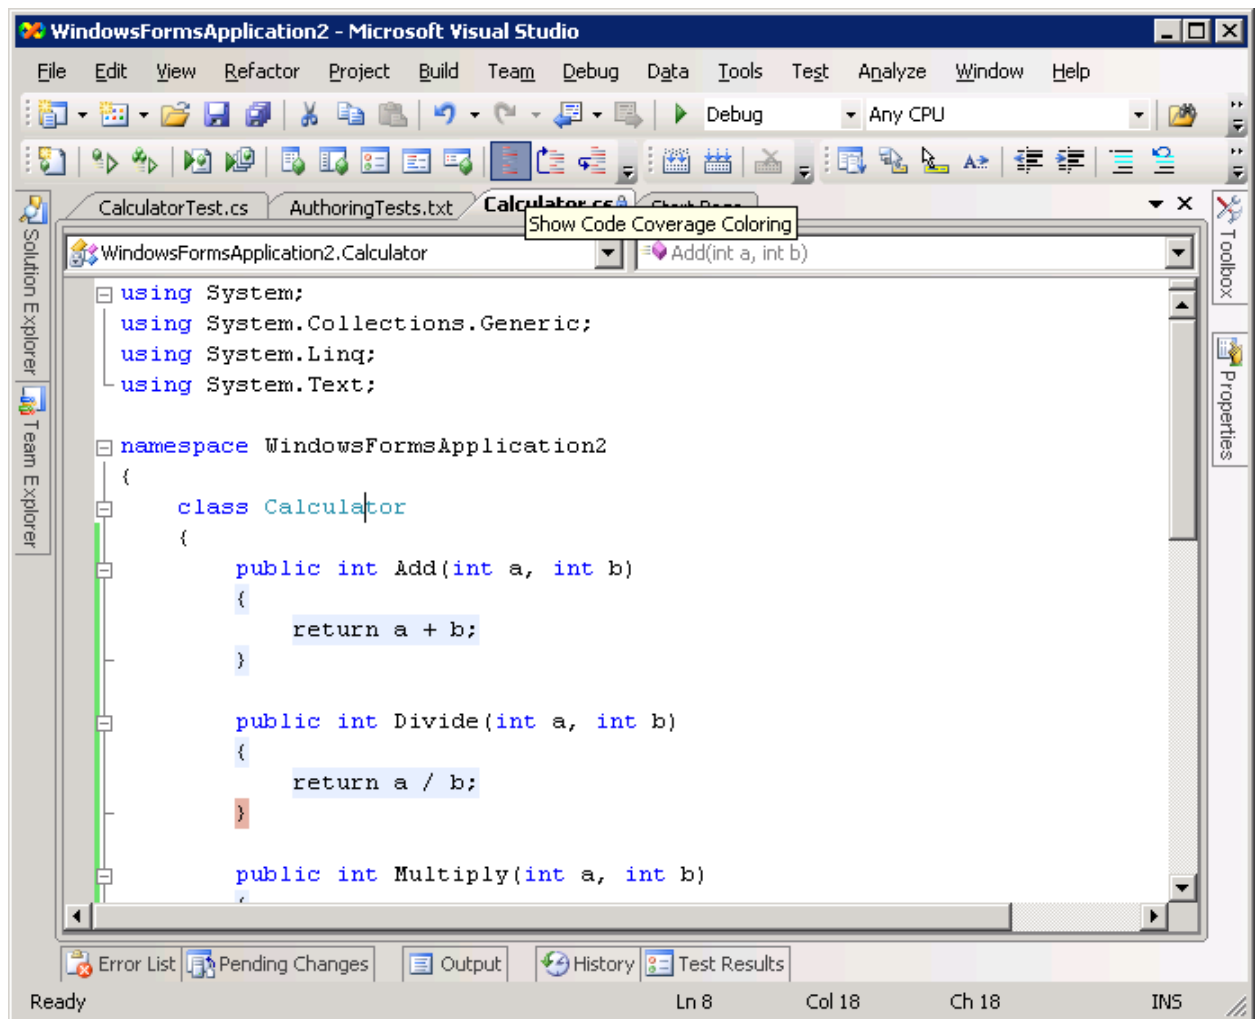 WindowsFormsApplication2 - Microsoft Visual Studio
File Edit View Refactor Project Build Team Debug Data Tools Test Analyze Window Help
Debug Any CPU
CalculatorTest.cs AuthoringTests.txt Calculator.cs Start Page
Show Code Coverage Coloring
WindowsFormsApplication2.Calculator Add(int a, int b)
Solution Explorer
Team Explorer
Toolbox
Properties
using System;
using System.Collections.Generic;
using System.Linq;
using System.Text;
namespace WindowsFormsApplication2
{
class Calculator
{
public int Add(int a, int b)
{
return a + b;
}
public int Divide(int a, int b)
{
return a / b;
}
public int Multiply(int a, int b)
Error List Pending Changes Output History Test Results
Ready Ln 8 Col 18 Ch 18 INS